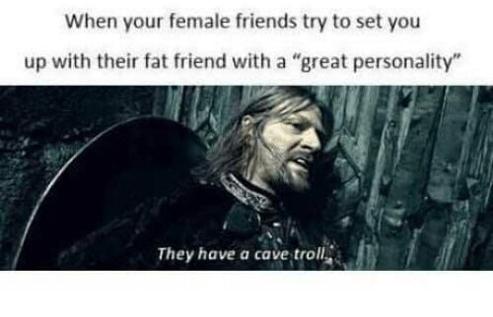 When your female friends try to set you
up with their fat friend with a “great personality”
They have a cave troll.